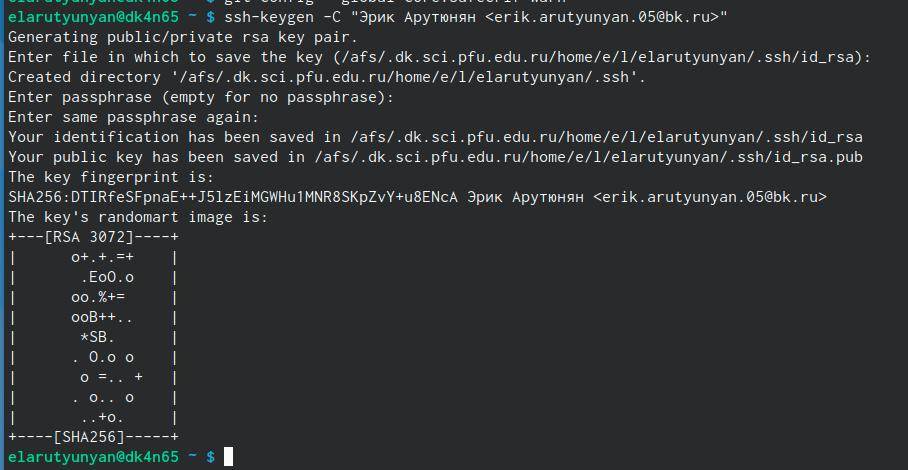 elarutyunyan@dk4n65 ~ $ ssh-keygen -C "Эрик Арутюнян <erik.arutyunyan.05@bk.ru>"
Generating public/private rsa key pair.
Enter file in which to save the key (/afs/.dk.sci.pfu.edu.ru/home/e/l/elarutyunyan/.ssh/id_rsa):
Created directory '/afs/.dk.sci.pfu.edu.ru/home/e/l/elarutyunyan/.ssh'.
Enter passphrase (empty for no passphrase):
Enter same passphrase again:
Your identification has been saved in /afs/.dk.sci.pfu.edu.ru/home/e/l/elarutyunyan/.ssh/id_rsa
Your public key has been saved in /afs/.dk.sci.pfu.edu.ru/home/e/l/elarutyunyan/.ssh/id_rsa.pub
The key fingerprint is:
SHA256:DTIRfeSFpnaE++J5lzEiMGWHu1MNR8SKpZvY+u8ENcA Эрик Арутюнян <erik.arutyunyan.05@bk.ru>
The key's randomart image is:
+---[RSA 3072]----+
|      o+.+.=+    |
|       .EoO.o    |
|      oo.%+=     |
|      ooB++..    |
|       *SB.      |
|      . O.o o    |
|       o =.. +   |
|      . o.. o    |
|       ..+o.     |
+----[SHA256]-----+
elarutyunyan@dk4n65 ~ $